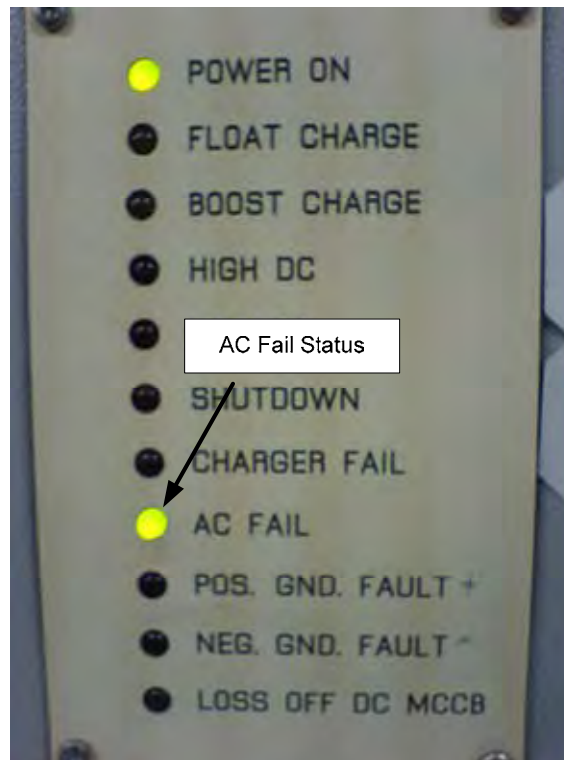 POWER ON
FLOAT CHARGE
BOOST CHARGE
HIGH DC
AC Fail Status
SHUTDOWN
CHARGER FAIL
AC FAIL
POS. GND. FAULT +
NEG. GND. FAULT -
LOSS OFF DC MCCB